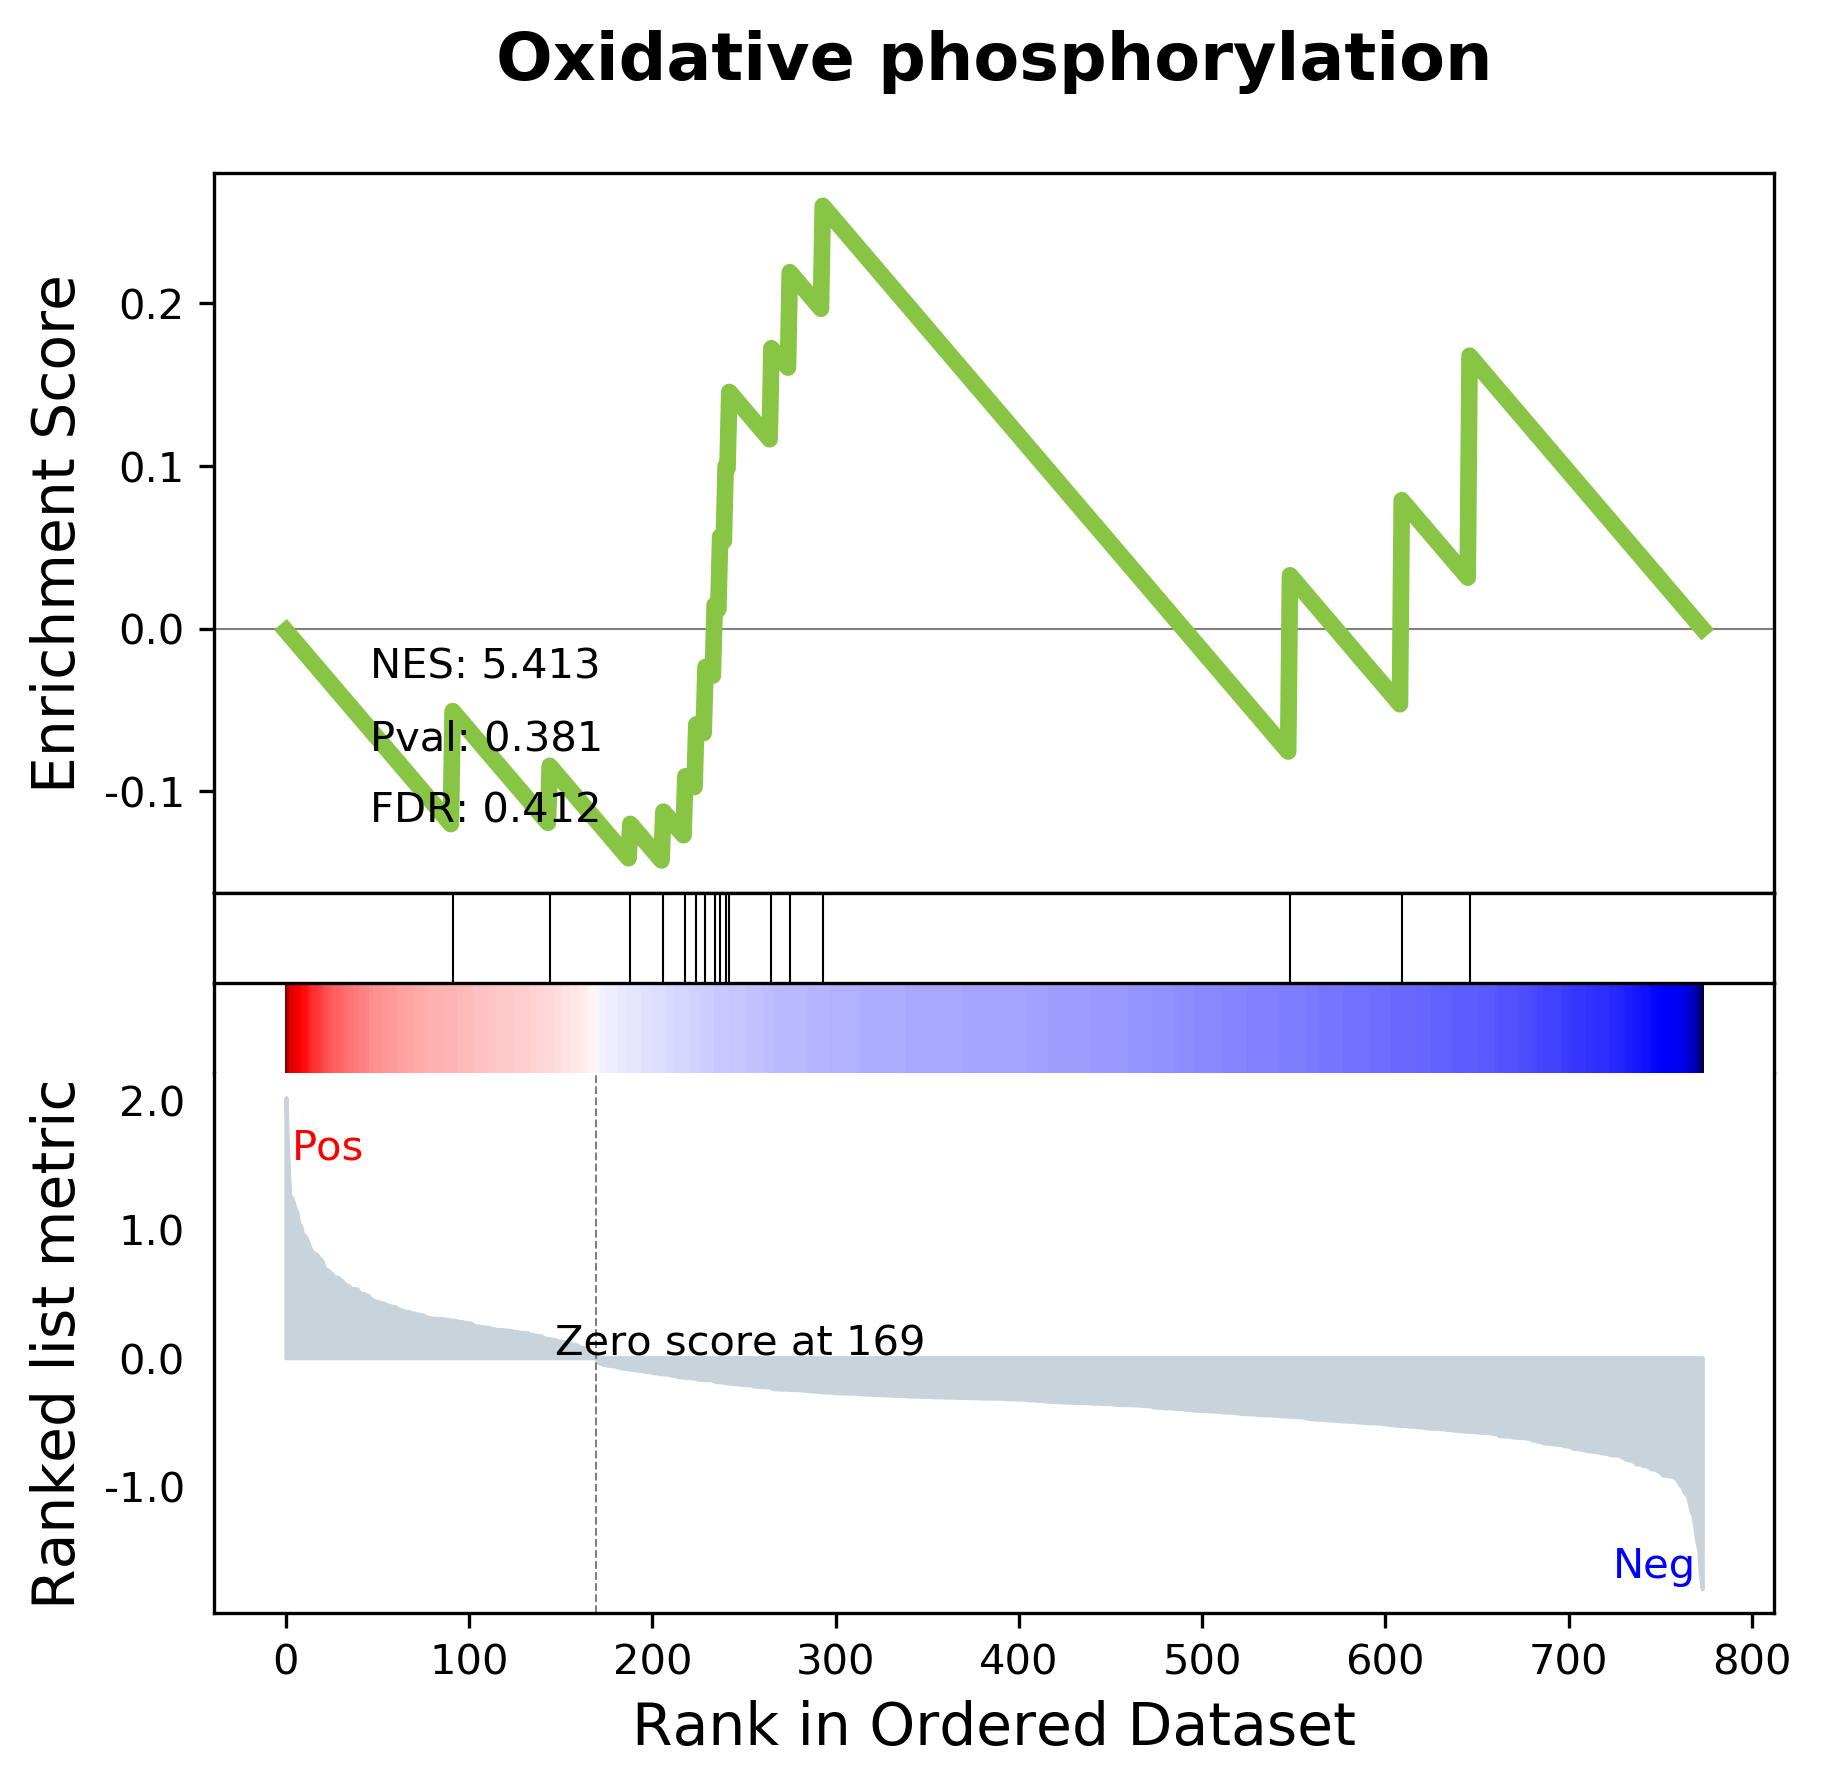 Oxidative phosphorylation
Enrichment Score
0.2
0.1
0.0
-0.1
NES: 5.413
Pval: 0.381
FDR: 0.412
Ranked list metric
2.0
1.0
0.0
-1.0
Pos
Zero score at 169
Neg
0 100 200 300 400 500 600 700 800
Rank in Ordered Dataset